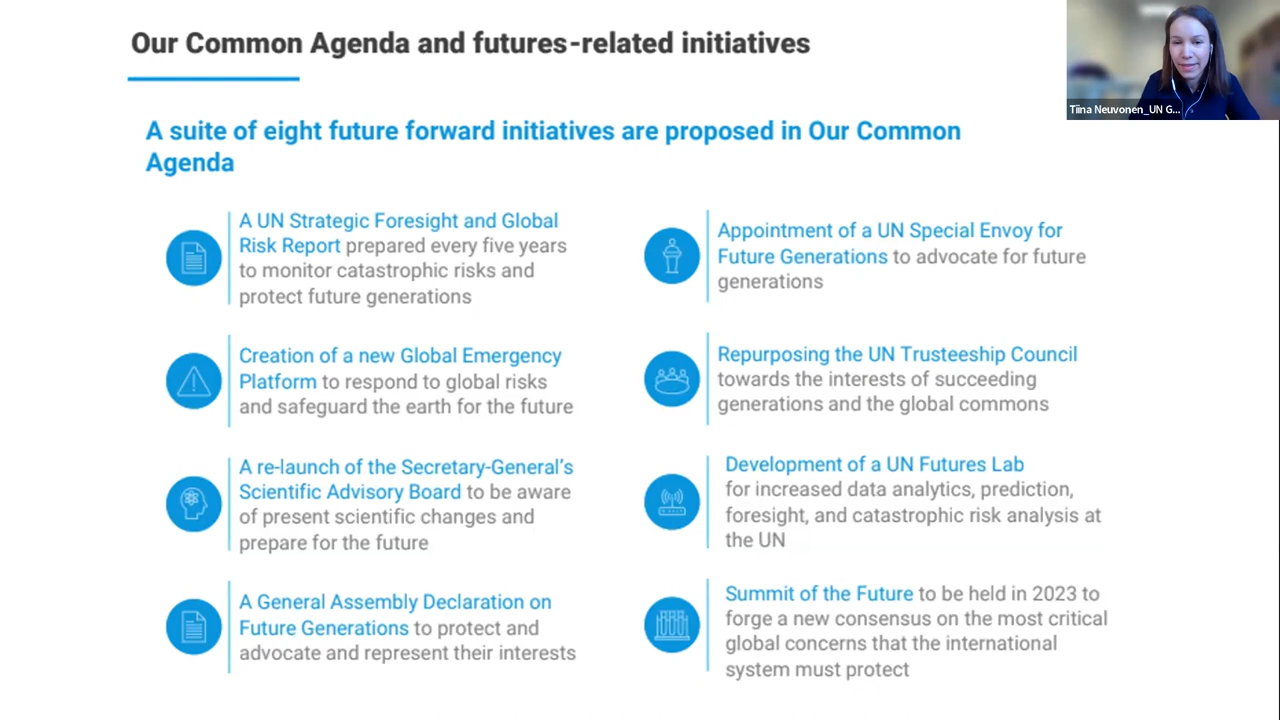 Our Common Agenda and futures-related initiatives
Tiina Neuvonen_UN G...
A suite of eight future forward initiatives are proposed in Our Common
Agenda
A UN Strategic Foresight and Global
Risk Report prepared every five years
to monitor catastrophic risks and
protect future generations
Creation of a new Global Emergency
Platform to respond to global risks
and safeguard the earth for the future
A re-launch of the Secretary-General's
Scientific Advisory Board to be aware
of present scientific changes and
prepare for the future
A General Assembly Declaration on
Future Generations to protect and
advocate and represent their interests
Appointment of a UN Special Envoy for
Future Generations to advocate for future
generations
Repurposing the UN Trusteeship Council
towards the interests of succeeding
generations and the global commons
Development of a UN Futures Lab
for increased data analytics, prediction,
foresight, and catastrophic risk analysis at
the UN
Summit of the Future to be held in 2023 to
forge a new consensus on the most critical
global concerns that the international
system must protect